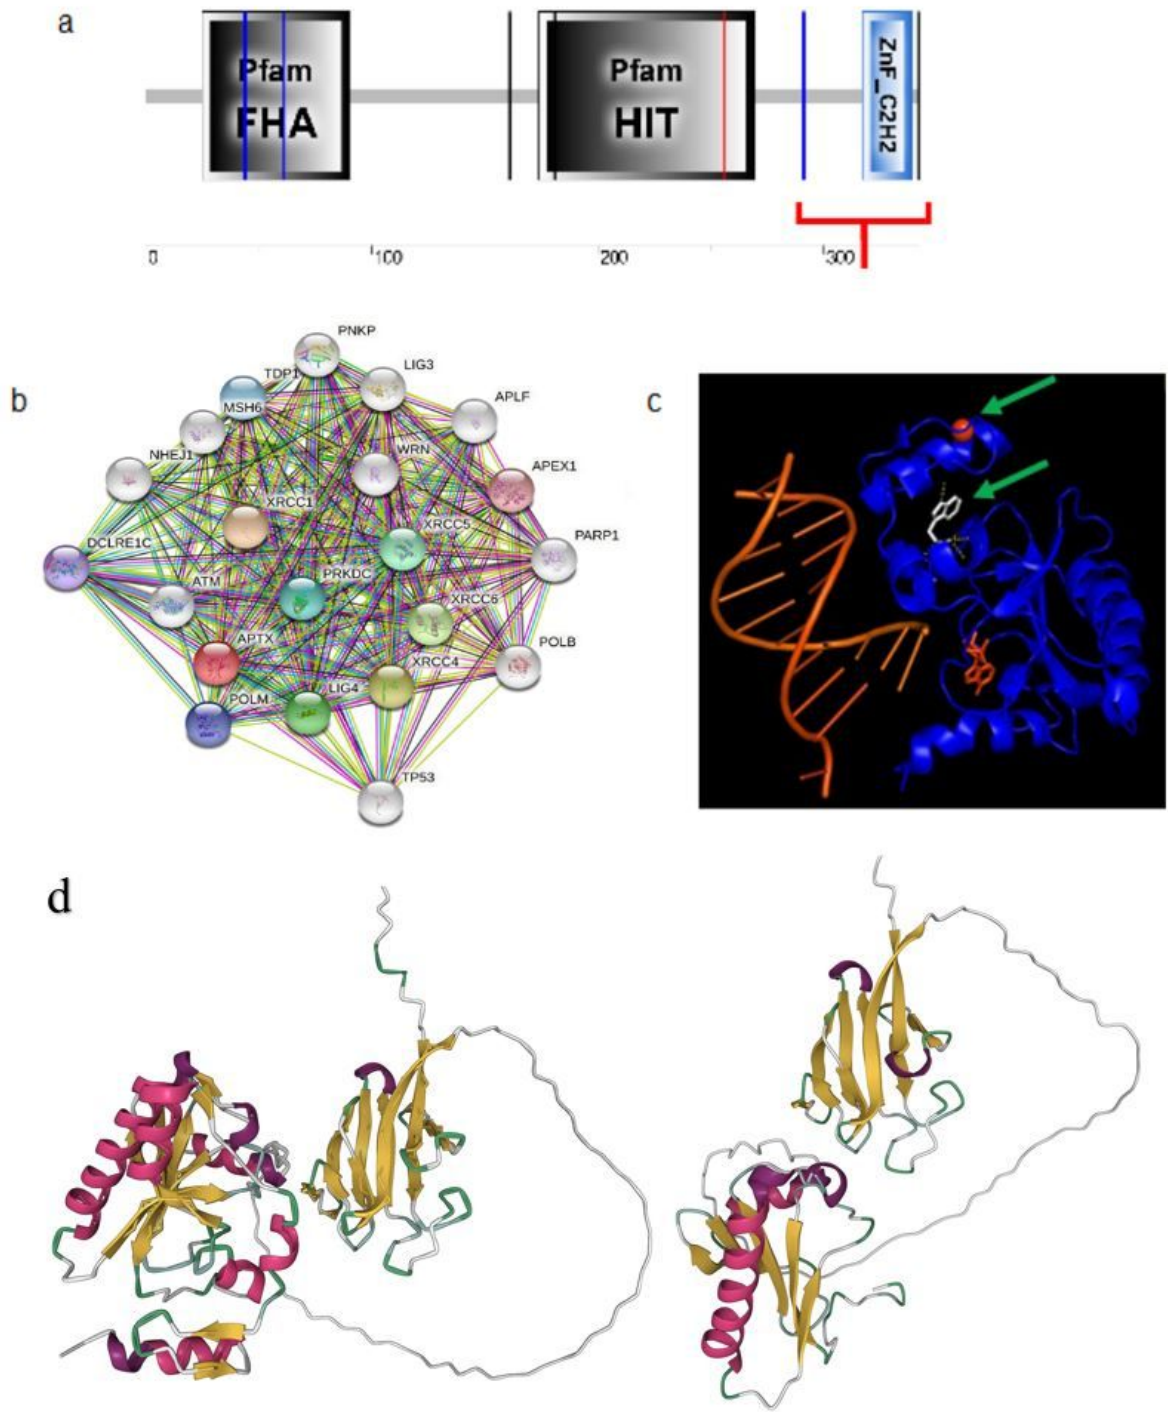 a
Pfam
FHA
Pfam
HIT
ZnF_C2H2
0
100
200
300
b
PNKP
TDP1
LIG3
MSH6
APLF
NHEJ1
WRN
APEX1
XRCC1
XRCC5
DCLRE1C
PARP1
ATM
PRKDC
XRCC6
APTX
POLB
XRCC4
POLM
LIG4
TP53
c
d